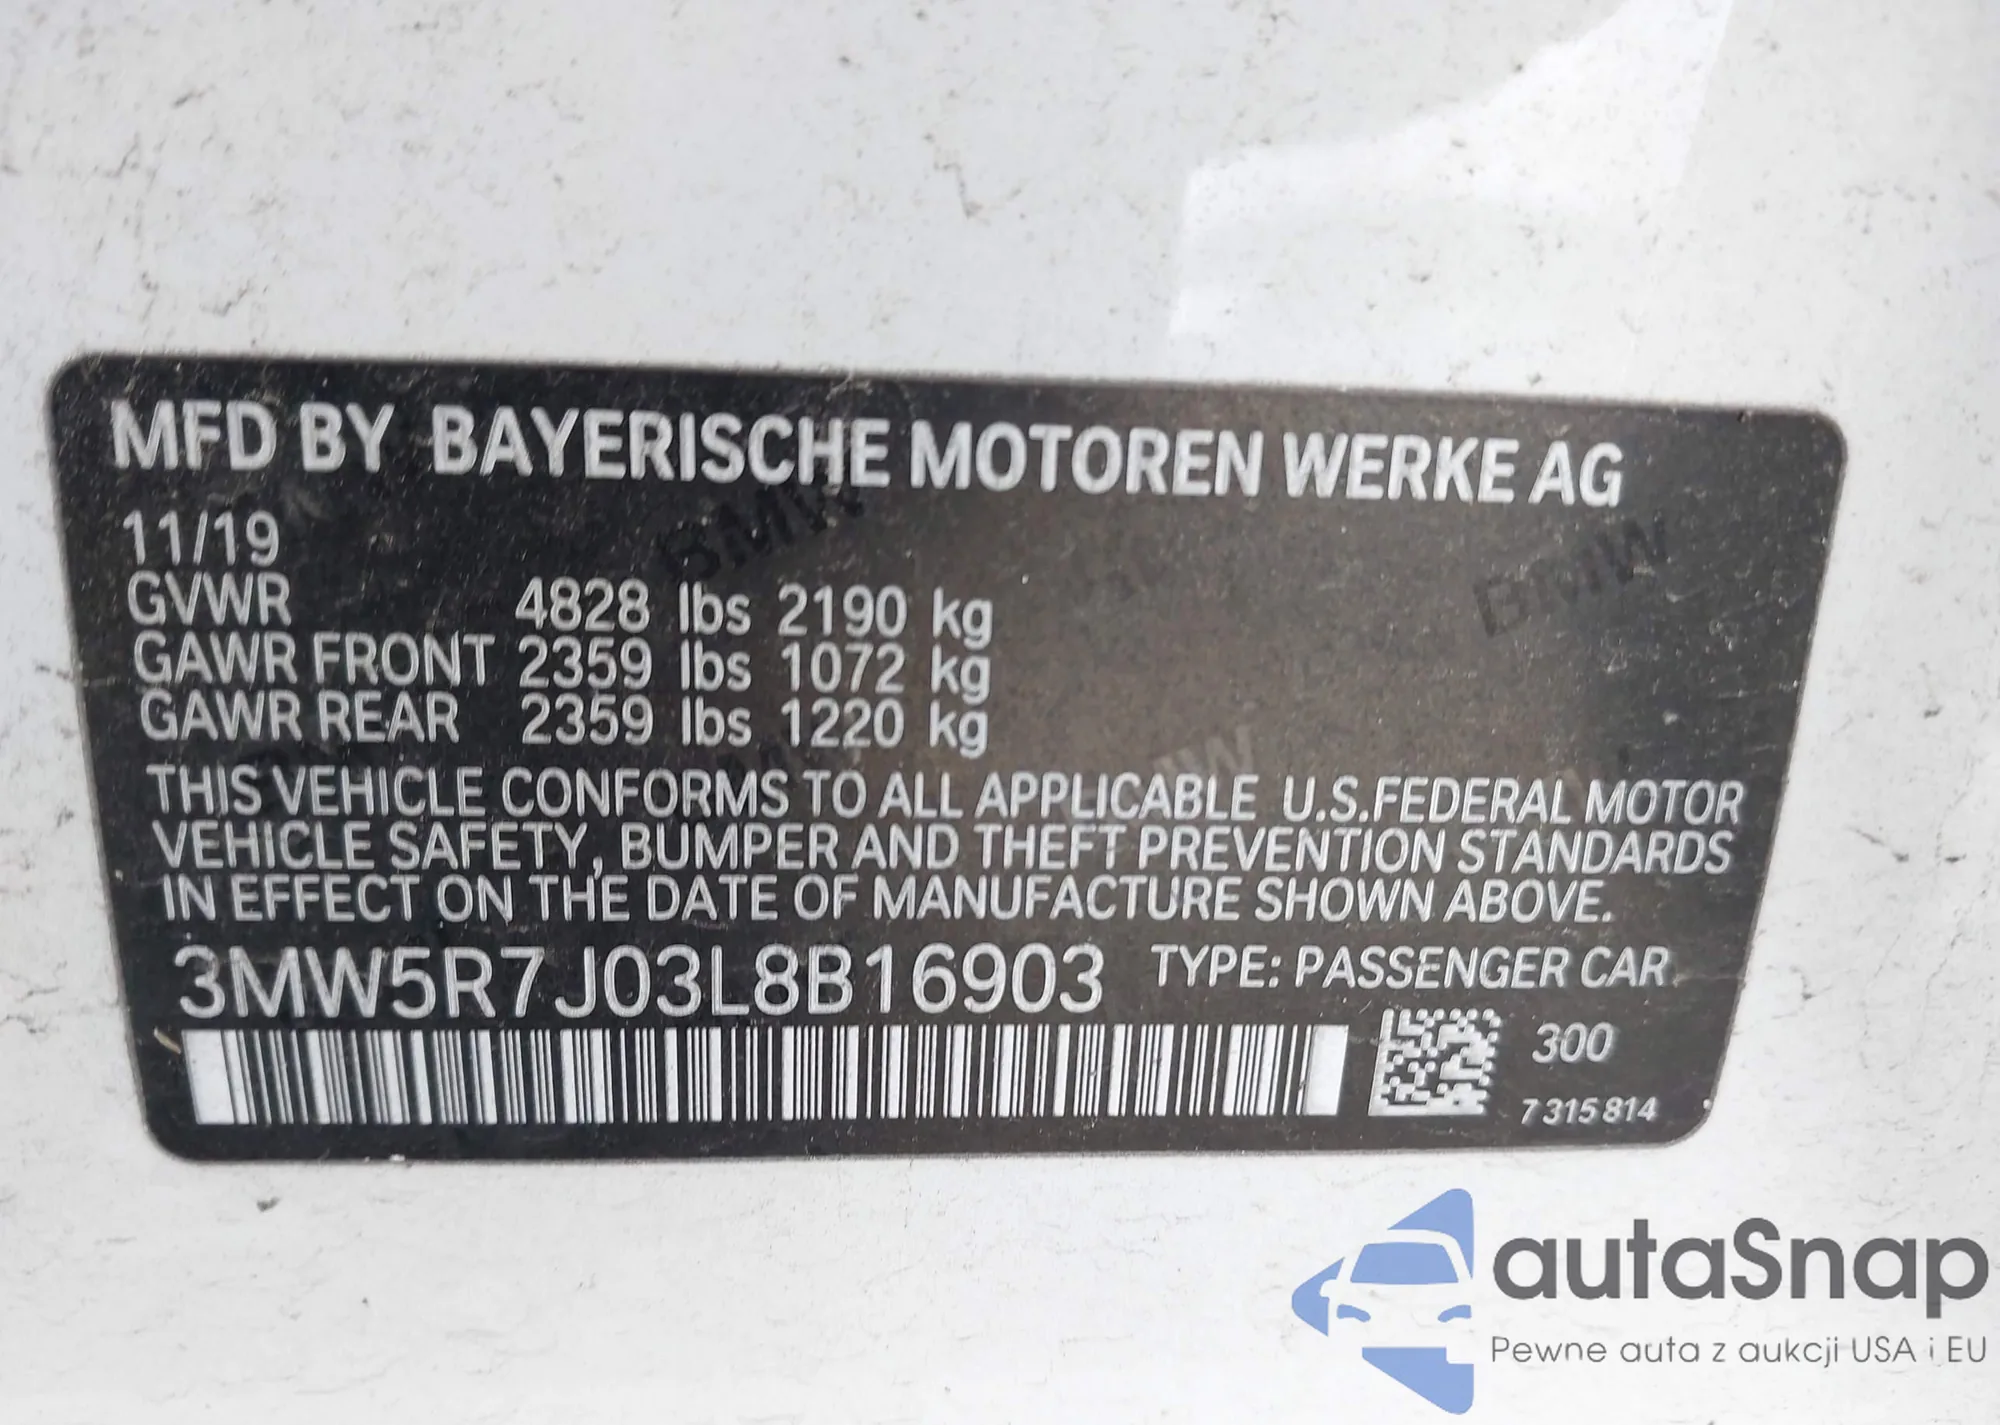 MFD BY BAYERISCHE MOTOREN WERKE AG
11/19
GVWR 4828 lbs 2190 kg
GAWR FRONT 2359 lbs 1072 kg
GAWR REAR 2359 lbs 1220 kg
THIS VEHICLE CONFORMS TO ALL APPLICABLE U.S.FEDERAL MOTOR
VEHICLE SAFETY, BUMPER AND THEFT PREVENTION STANDARDS
IN EFFECT ON THE DATE OF MANUFACTURE SHOWN ABOVE.
3MW5R7J03L8B16903 TYPE: PASSENGER CAR
300
7 315 814
autaSnap
Pewne auta z aukcji USA i EU